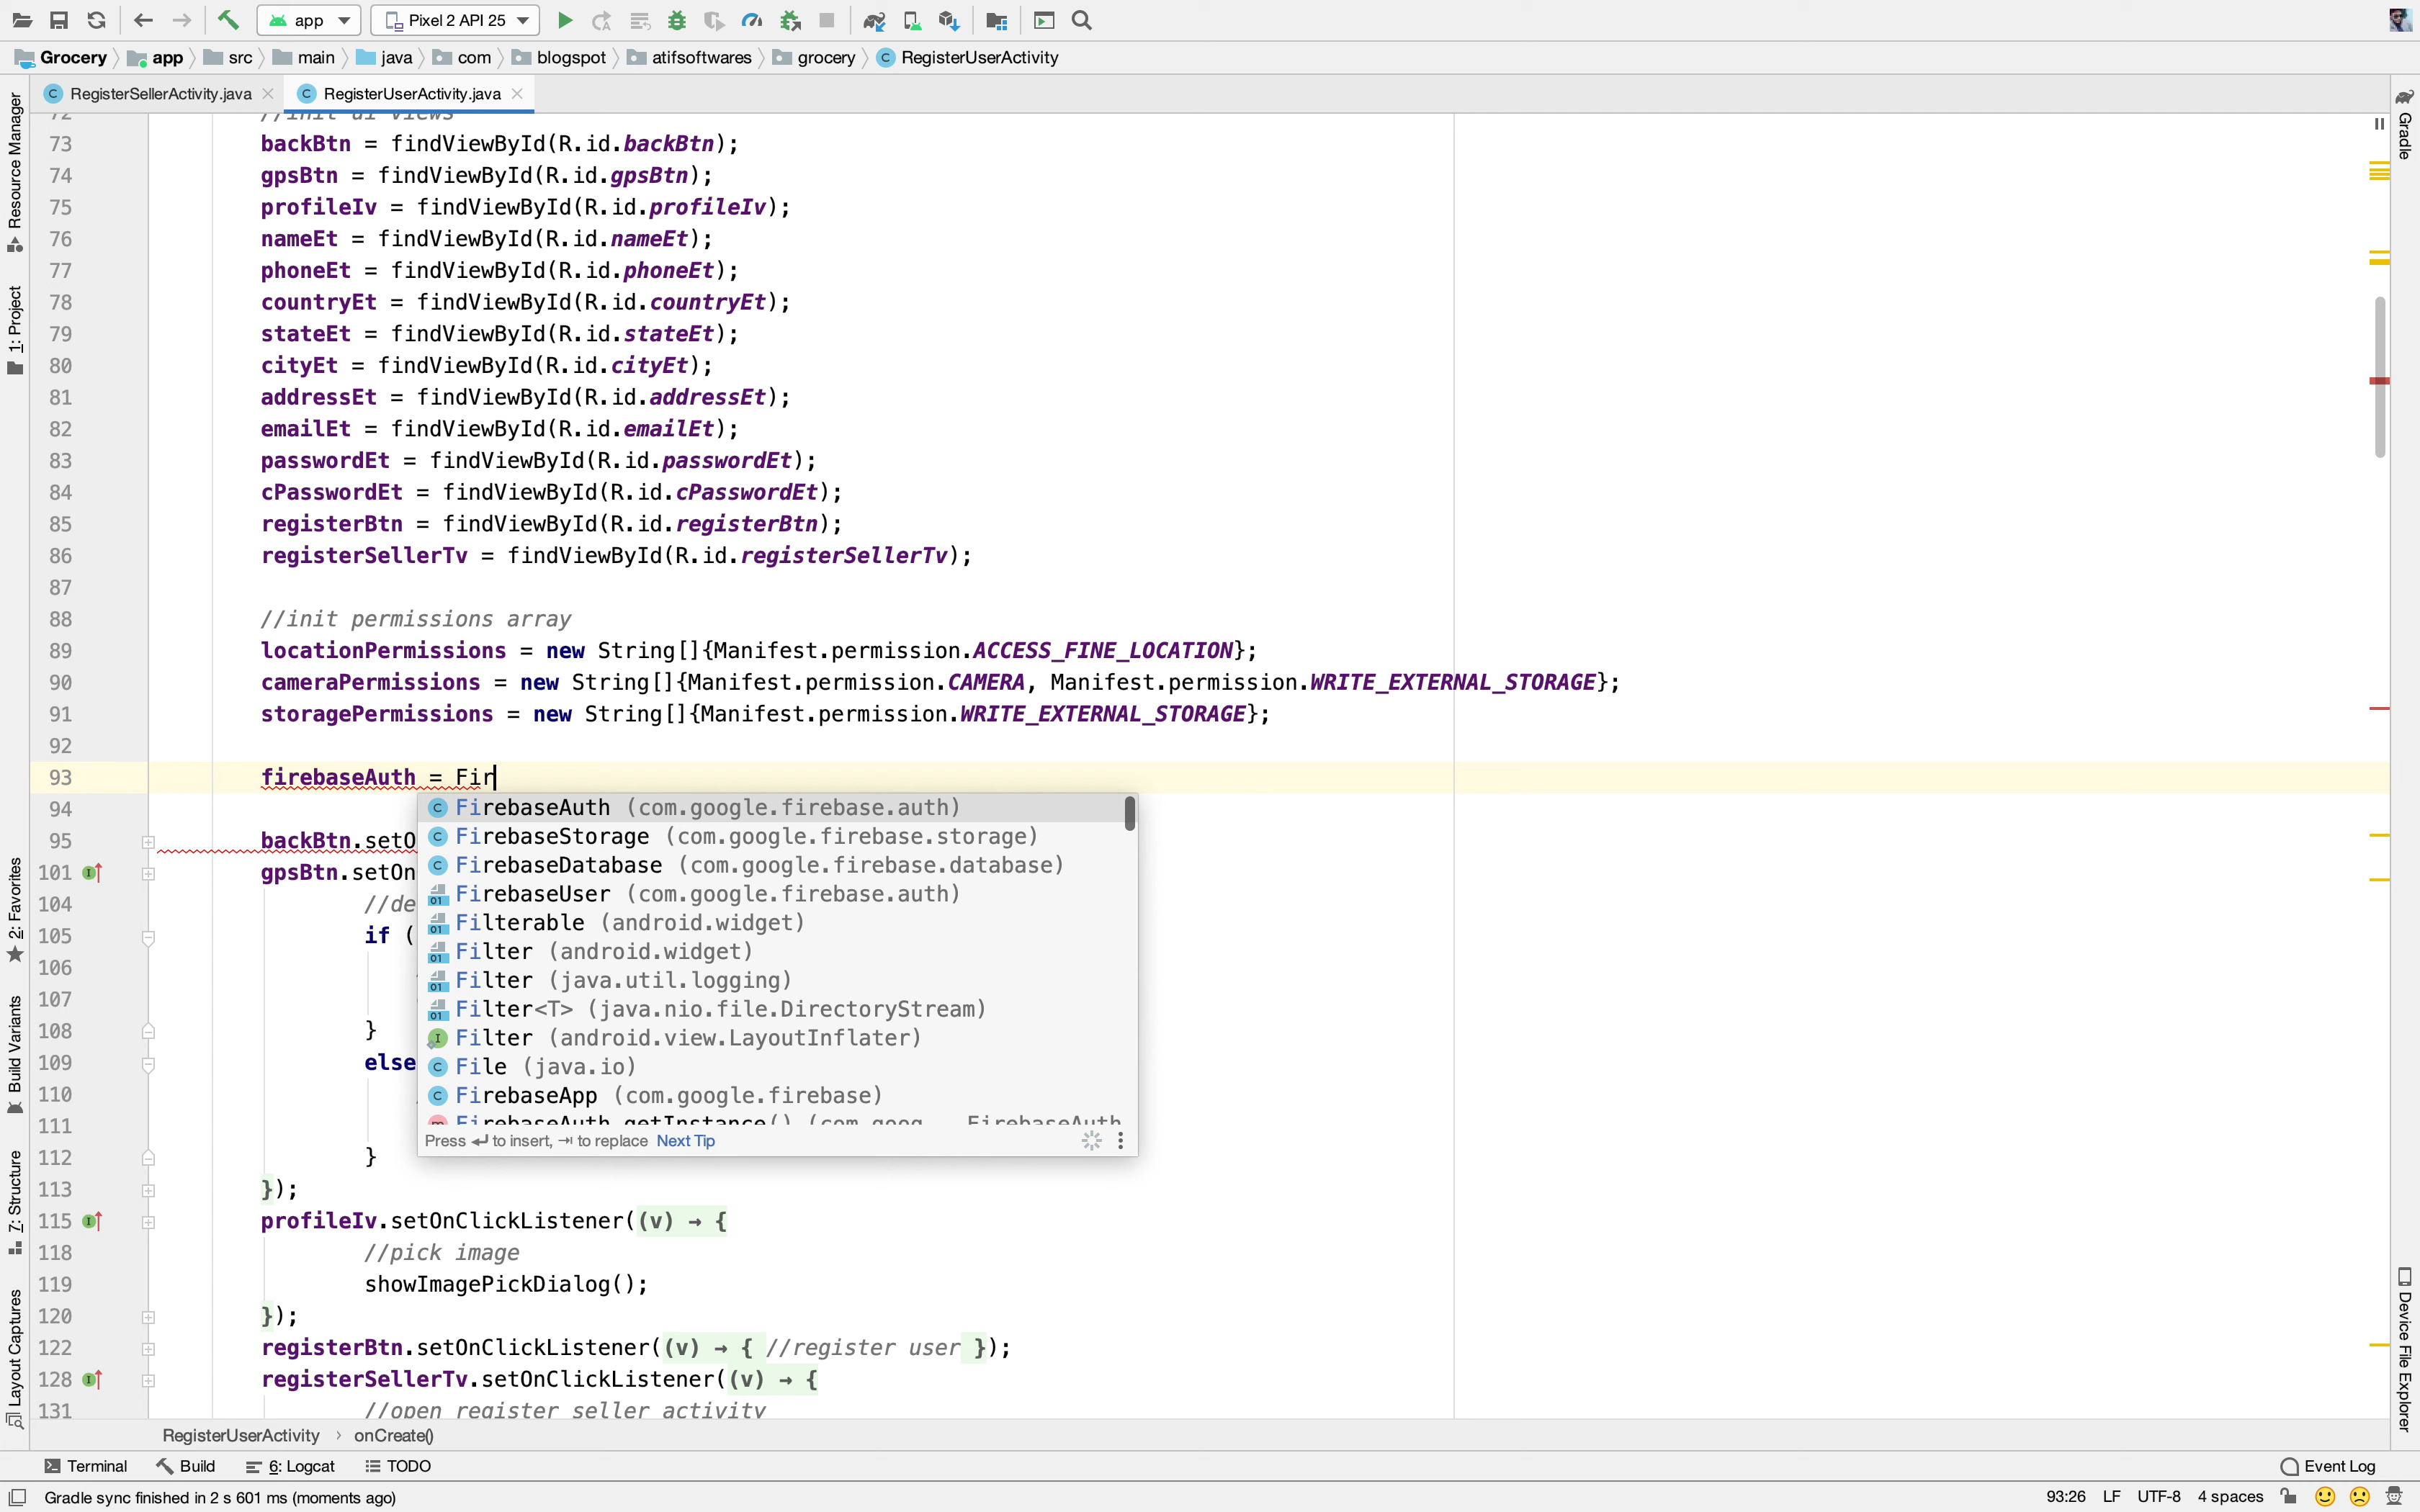 app Pixel 2 API 25
Grocery app src main java com blogspot atifsoftwares grocery RegisterUserActivity
RegisterSellerActivity.java RegisterUserActivity.java
72 //init ui views
73 backBtn = findViewById(R.id.backBtn);
74 gpsBtn = findViewById(R.id.gpsBtn);
75 profileIv = findViewById(R.id.profileIv);
76 nameEt = findViewById(R.id.nameEt);
77 phoneEt = findViewById(R.id.phoneEt);
78 countryEt = findViewById(R.id.countryEt);
79 stateEt = findViewById(R.id.stateEt);
80 cityEt = findViewById(R.id.cityEt);
81 addressEt = findViewById(R.id.addressEt);
82 emailEt = findViewById(R.id.emailEt);
83 passwordEt = findViewById(R.id.passwordEt);
84 cPasswordEt = findViewById(R.id.cPasswordEt);
85 registerBtn = findViewById(R.id.registerBtn);
86 registerSellerTv = findViewById(R.id.registerSellerTv);
87
88 //init permissions array
89 locationPermissions = new String[]{Manifest.permission.ACCESS_FINE_LOCATION};
90 cameraPermissions = new String[]{Manifest.permission.CAMERA, Manifest.permission.WRITE_EXTERNAL_STORAGE};
91 storagePermissions = new String[]{Manifest.permission.WRITE_EXTERNAL_STORAGE};
92
93 firebaseAuth = Fir
94
95 backBtn.setO
101 gpsBtn.setOn
104 //de
105 if (
106
107
108 }
109 else
110
111
112 }
113 });
115 profileIv.setOnClickListener((v) → {
118 //pick image
119 showImagePickDialog();
120 });
122 registerBtn.setOnClickListener((v) → { //register user });
128 registerSellerTv.setOnClickListener((v) → {
131 //open register seller activity
FirebaseAuth (com.google.firebase.auth)
FirebaseStorage (com.google.firebase.storage)
FirebaseDatabase (com.google.firebase.database)
FirebaseUser (com.google.firebase.auth)
Filterable (android.widget)
Filter (android.widget)
Filter (java.util.logging)
Filter<T> (java.nio.file.DirectoryStream)
Filter (android.view.LayoutInflater)
File (java.io)
FirebaseApp (com.google.firebase)
FirebaseAuth.getInstance() (com.goog... FirebaseAuth
Press ↵ to insert, ⇥ to replace Next Tip
RegisterUserActivity › onCreate()
Resource Manager
1: Project
2: Favorites
Build Variants
7: Structure
Layout Captures
Gradle
Device File Explorer
Terminal Build 6: Logcat TODO Event Log
Gradle sync finished in 2 s 601 ms (moments ago) 93:26 LF UTF-8 4 spaces